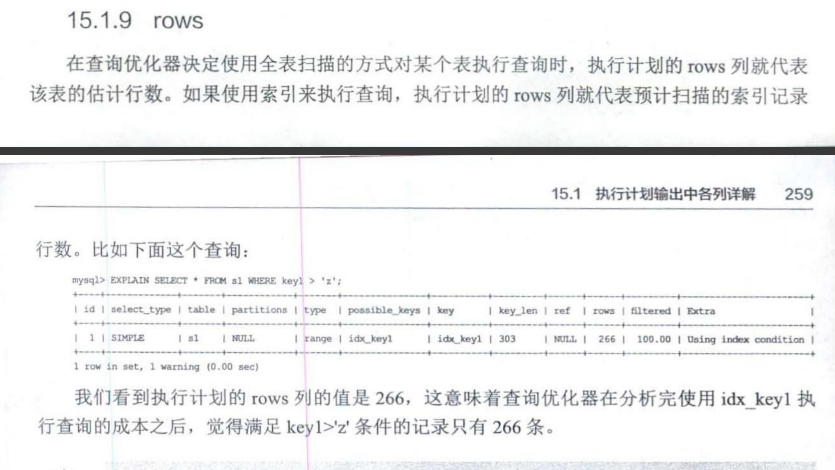 15.1.9 rows
在查询优化器决定使用全表扫描的方式对某个表执行查询时，执行计划的 rows 列就代表
该表的估计行数。如果使用索引来执行查询，执行计划的 rows 列就代表预计扫描的索引记录
15.1 执行计划输出中各列详解 259
行数。比如下面这个查询：
mysql> EXPLAIN SELECT * FROM s1 WHERE key1 > 'z';
| id | select_type | table | partitions | type | possible_keys | key | key_len | ref | rows | filtered | Extra |
| 1 | SIMPLE | s1 | NULL | range | idx_key1 | idx_key1 | 303 | NULL | 266 | 100.00 | Using index condition |
1 row in set, 1 warning (0.00 sec)
我们看到执行计划的 rows 列的值是 266，这意味着查询优化器在分析完使用 idx_key1 执
行查询的成本之后，觉得满足 key1>'z' 条件的记录只有 266 条。